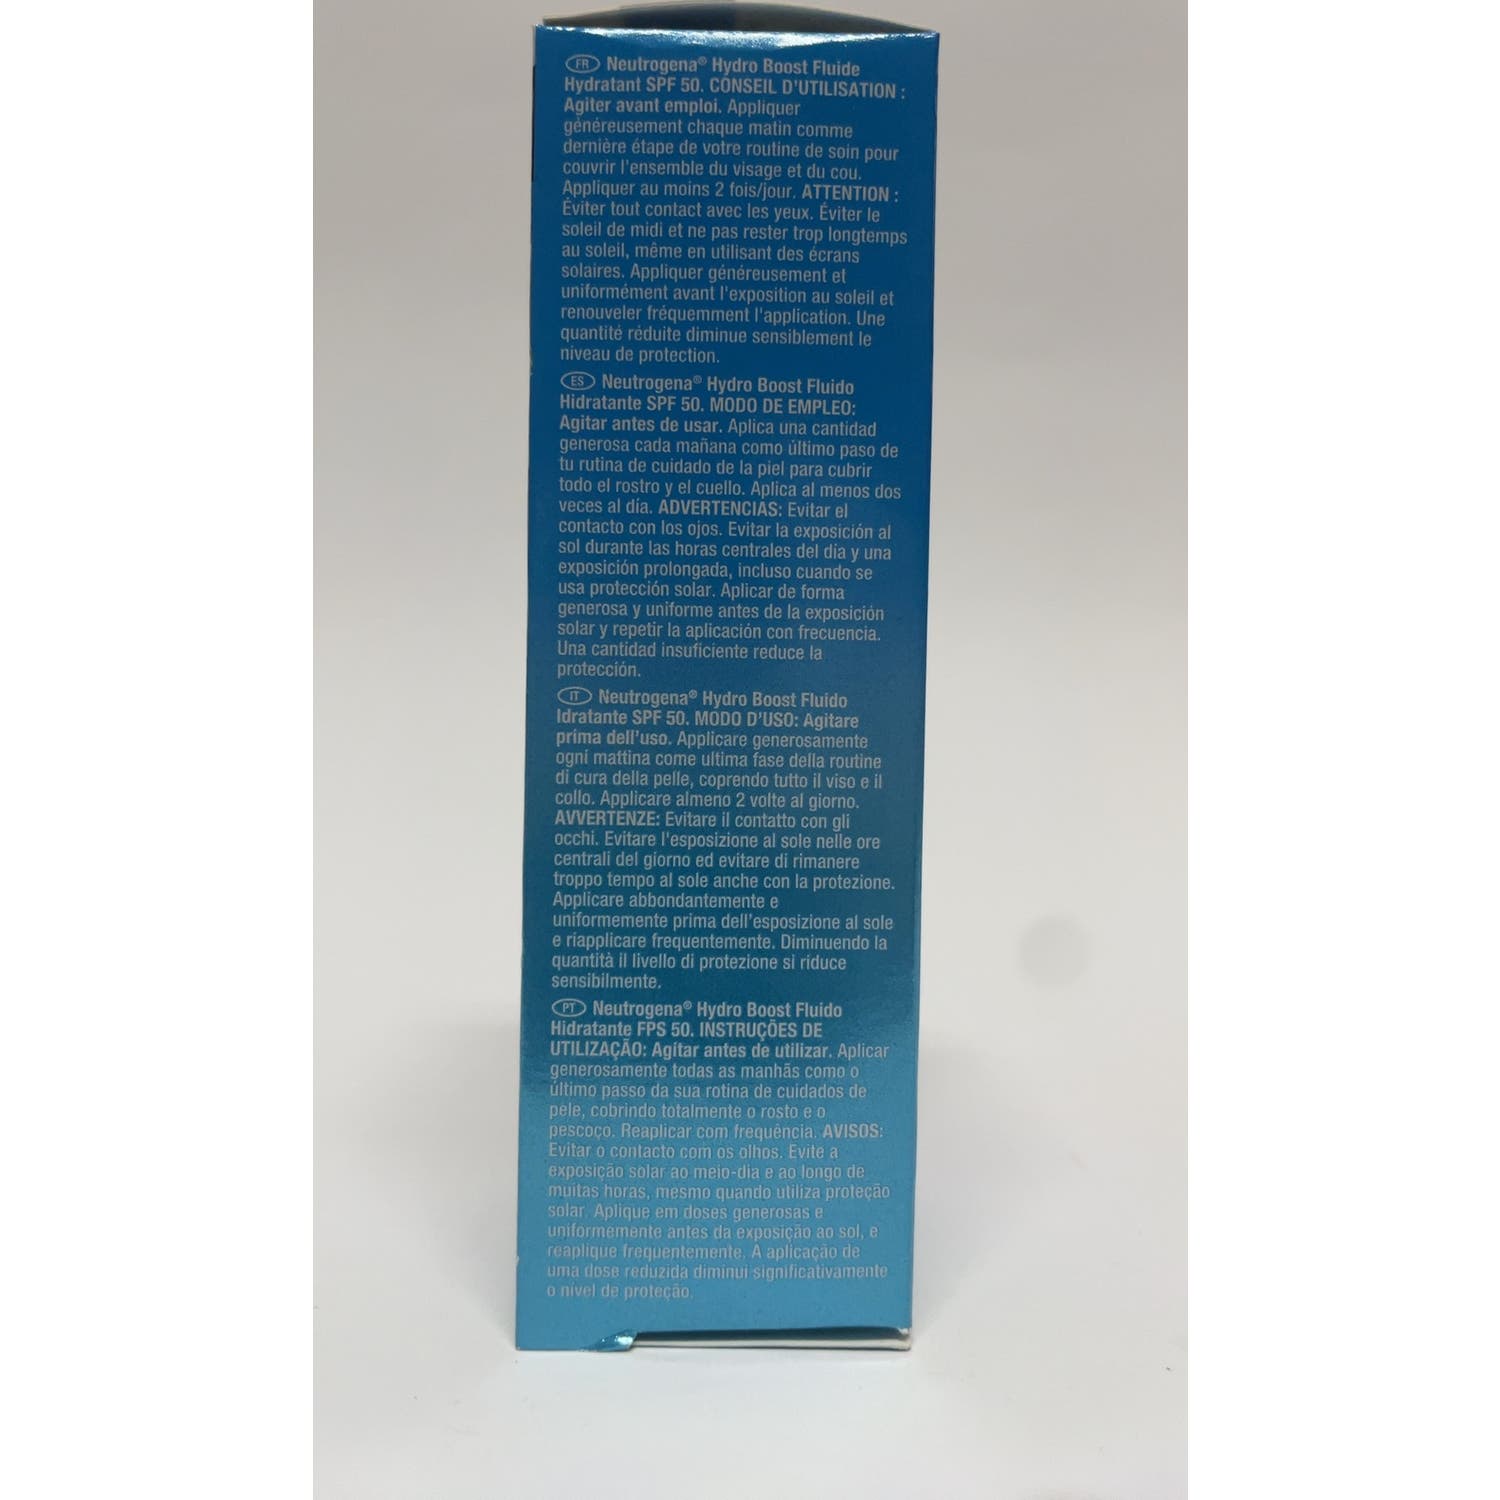 FR Neutrogena® Hydro Boost Fluide
Hydratant SPF 50. CONSEIL D'UTILISATION :
Agiter avant emploi. Appliquer
généreusement chaque matin comme
dernière étape de votre routine de soin pour
couvrir l'ensemble du visage et du cou.
Appliquer au moins 2 fois/jour. ATTENTION :
Éviter tout contact avec les yeux. Éviter le
soleil de midi et ne pas rester trop longtemps
au soleil, même en utilisant des écrans
solaires. Appliquer généreusement et
uniformément avant l'exposition au soleil et
renouveler fréquemment l'application. Une
quantité réduite diminue sensiblement le
niveau de protection.
ES Neutrogena® Hydro Boost Fluido
Hidratante SPF 50. MODO DE EMPLEO:
Agitar antes de usar. Aplica una cantidad
generosa cada mañana como último paso de
tu rutina de cuidado de la piel para cubrir
todo el rostro y el cuello. Aplica al menos dos
veces al día. ADVERTENCIAS: Evitar el
contacto con los ojos. Evitar la exposición al
sol durante las horas centrales del día y una
exposición prolongada, incluso cuando se
usa protección solar. Aplicar de forma
generosa y uniforme antes de la exposición
solar y repetir la aplicación con frecuencia.
Una cantidad insuficiente reduce la
protección.
IT Neutrogena® Hydro Boost Fluido
Idratante SPF 50. MODO D'USO: Agitare
prima dell'uso. Applicare generosamente
ogni mattina come ultima fase della routine
di cura della pelle, coprendo tutto il viso e il
collo. Applicare almeno 2 volte al giorno.
AVVERTENZE: Evitare il contatto con gli
occhi. Evitare l'esposizione al sole nelle ore
centrali del giorno ed evitare di rimanere
troppo tempo al sole anche con la protezione.
Applicare abbondantemente e
uniformemente prima dell'esposizione al sole
e riapplicare frequentemente. Diminuendo la
quantità il livello di protezione si riduce
sensibilmente.
PT Neutrogena® Hydro Boost Fluido
Hidratante FPS 50. INSTRUÇÕES DE
UTILIZAÇÃO: Agitar antes de utilizar. Aplicar
generosamente todas as manhãs como o
último passo da sua rotina de cuidados de
pele, cobrindo totalmente o rosto e o
pescoço. Reaplicar com frequência. AVISOS:
Evitar o contacto com os olhos. Evite a
exposição solar ao meio-dia e ao longo de
muitas horas, mesmo quando utiliza proteção
solar. Aplique em doses generosas e
uniformemente antes da exposição ao sol, e
reaplique frequentemente. A aplicação de
uma dose reduzida diminui significativamente
o nível de proteção.